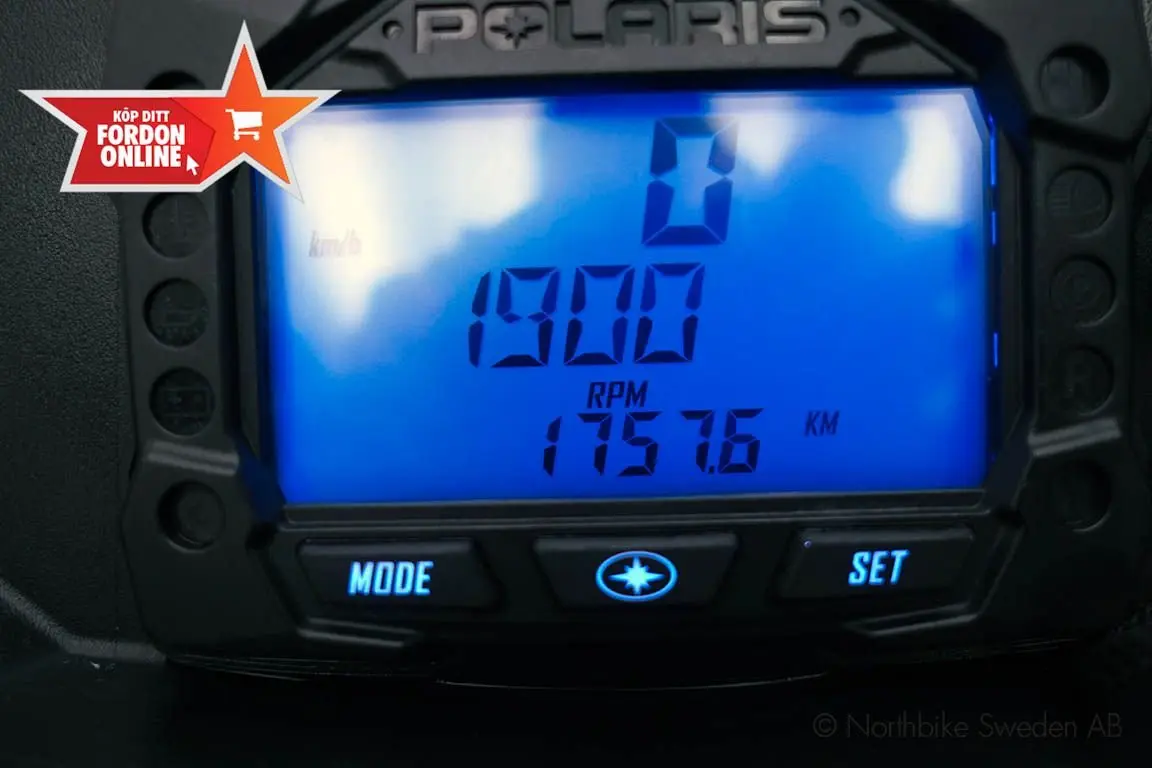 POLARIS
KÖP DITT
FORDON
ONLINE
0
km/h
1900
RPM
1757.6 KM
MODE
SET
© Northbike Sweden AB